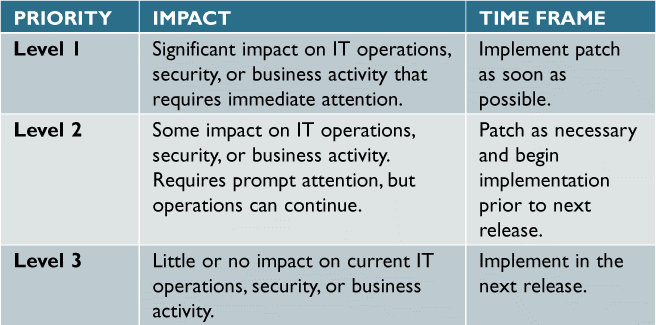 PRIORITY IMPACT TIME FRAME
Level 1 Significant impact on IT operations, Implement patch
security, or business activity that as soon as
requires immediate attention. possible.
Level 2 Some impact on IT operations, Patch as necessary
security, or business activity. and begin
Requires prompt attention, but implementation
operations can continue. prior to next
release.
Level 3 Little or no impact on current IT Implement in the
operations, security, or business next release.
activity.